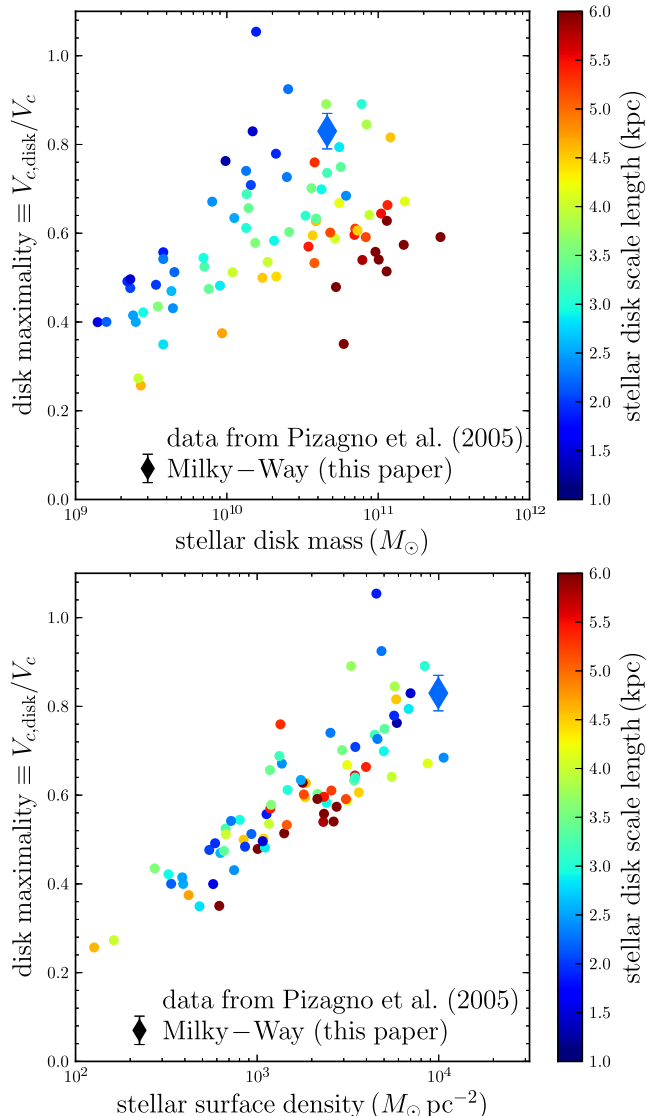 1.0
0.8
0.6
0.4
0.2
0.0
disk maximality ≡ V_{c,disk}/V_c
data from Pizagno et al. (2005)
Milky−Way (this paper)
10^9 10^10 10^11 10^12
stellar disk mass (M_⊙)
6.0
5.5
5.0
4.5
4.0
3.5
3.0
2.5
2.0
1.5
1.0
stellar disk scale length (kpc)
1.0
0.8
0.6
0.4
0.2
0.0
disk maximality ≡ V_{c,disk}/V_c
data from Pizagno et al. (2005)
Milky−Way (this paper)
10^2 10^3 10^4
stellar surface density (M_⊙ pc^−2)
6.0
5.5
5.0
4.5
4.0
3.5
3.0
2.5
2.0
1.5
1.0
stellar disk scale length (kpc)